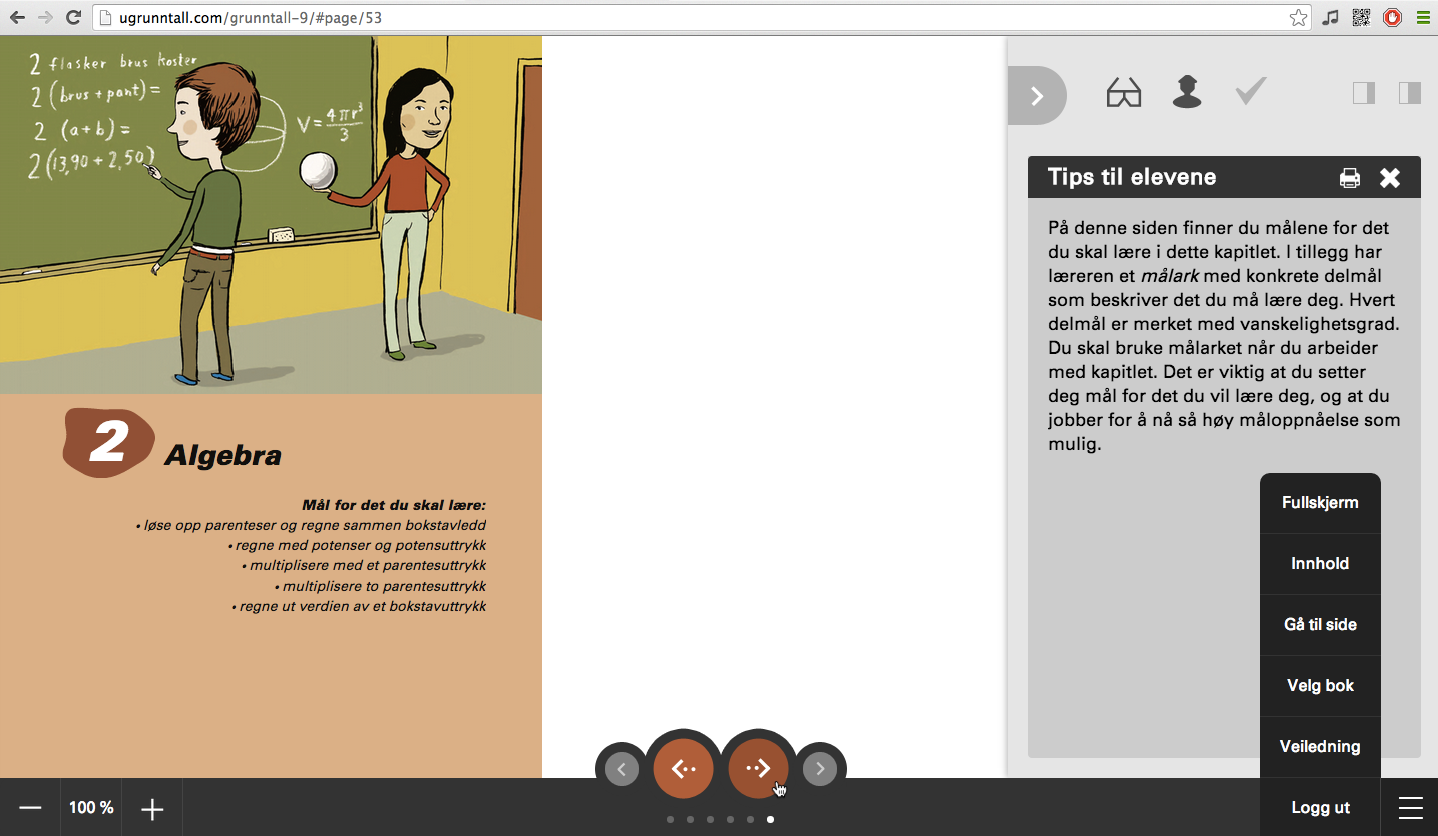 ugrunntall.com/grunntall-9/#page/53
2 flasker brus koster
2 (brus + pant) =
2 (a+b) =
2(13,90 + 2,50)
V = 4πr³/3
2 Algebra
Mål for det du skal lære:
• løse opp parenteser og regne sammen bokstavledd
• regne med potenser og potensuttrykk
• multiplisere med et parentesuttrykk
• multiplisere to parentesuttrykk
• regne ut verdien av et bokstavuttrykk
Tips til elevene
På denne siden finner du målene for det
du skal lære i dette kapitlet. I tillegg har
læreren et målark med konkrete delmål
som beskriver det du må lære deg. Hvert
delmål er merket med vanskelighetsgrad.
Du skal bruke målarket når du arbeider
med kapitlet. Det er viktig at du setter
deg mål for det du vil lære deg, og at du
jobber for å nå så høy måloppnåelse som
mulig.
Fullskjerm
Innhold
Gå til side
Velg bok
Veiledning
Logg ut
100 %